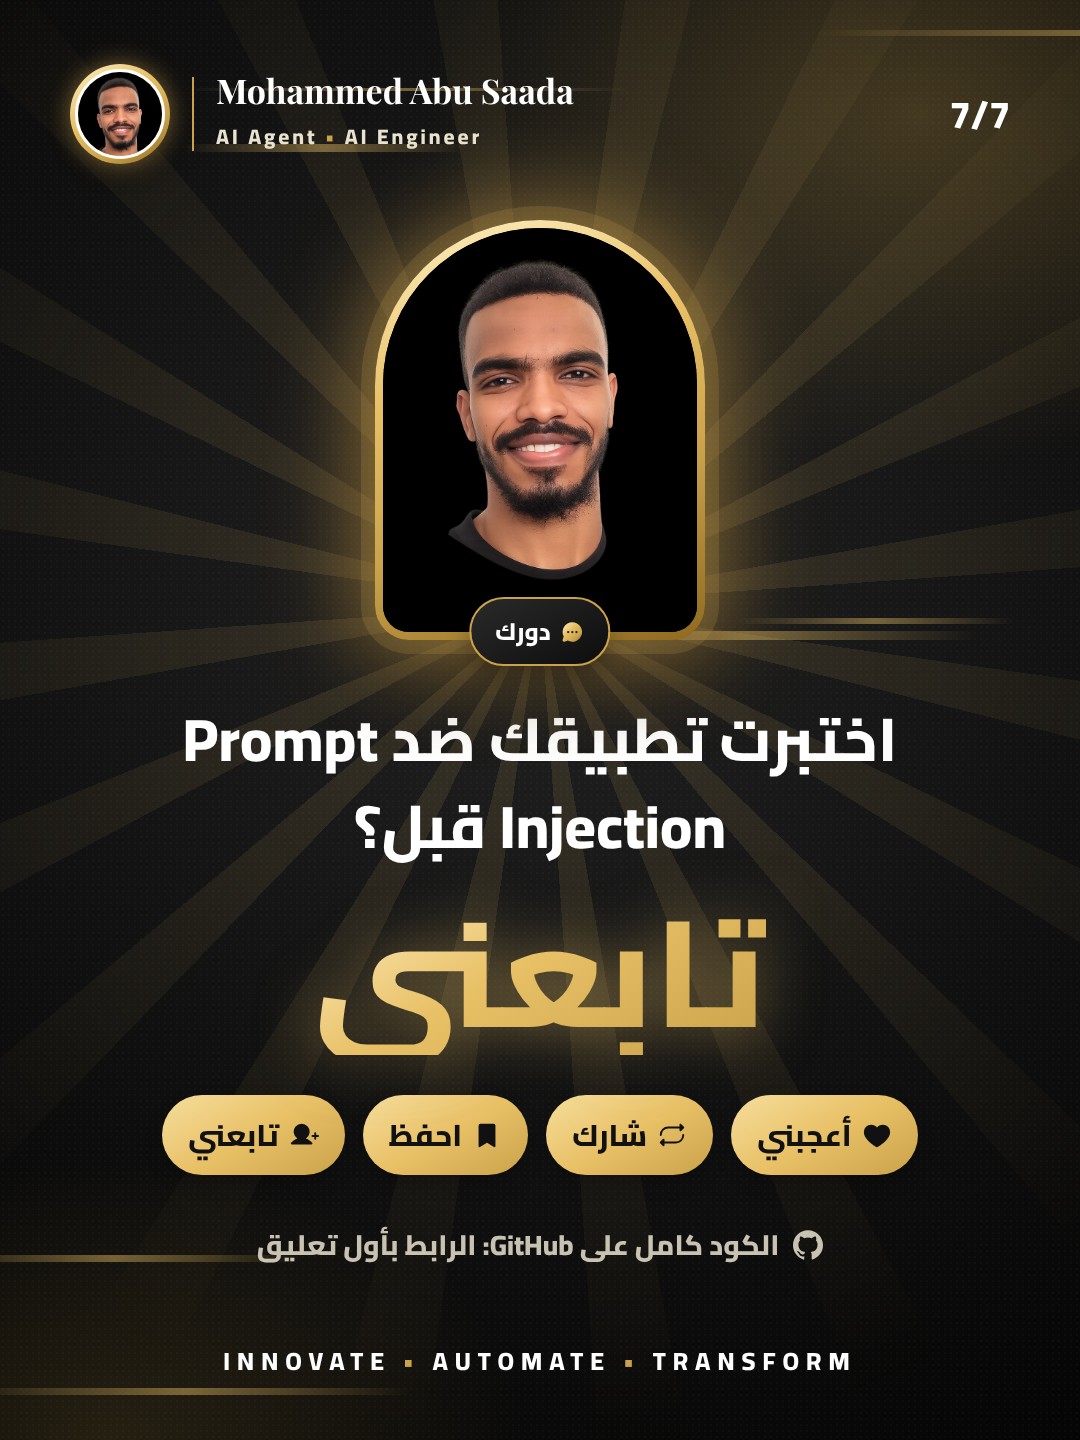 Mohammed Abu Saada
AI Agent ▪ AI Engineer
7/7
دورك
اختبرت تطبيقك ضد Prompt
Injection قبل؟
تابعني
أعجبني
شارك
احفظ
تابعني
الكود كامل على GitHub: الرابط بأول تعليق
INNOVATE ▪ AUTOMATE ▪ TRANSFORM